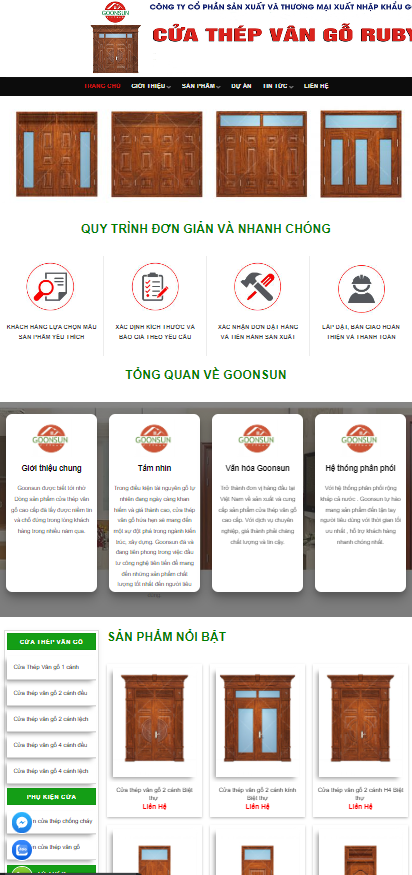 GOONSUN
CÔNG TY CỔ PHẦN SẢN XUẤT VÀ THƯƠNG MẠI XUẤT NHẬP KHẨU G
CỬA THÉP VÂN GỖ RUBY
TRANG CHỦ GIỚI THIỆU SẢN PHẨM DỰ ÁN TIN TỨC LIÊN HỆ
QUY TRÌNH ĐƠN GIẢN VÀ NHANH CHÓNG
KHÁCH HÀNG LỰA CHỌN MẪU
SẢN PHẨM YÊU THÍCH
XÁC ĐỊNH KÍCH THƯỚC VÀ
BÁO GIÁ THEO YÊU CẦU
XÁC NHẬN ĐƠN ĐẶT HÀNG
VÀ TIẾN HÀNH SẢN XUẤT
LẮP ĐẶT, BÀN GIAO HOÀN
THIỆN VÀ THANH TOÁN
TỔNG QUAN VỀ GOONSUN
GOONSUN
Giới thiệu chung
Goonsun được biết tới nhờ
Dòng sản phẩm cửa thép vân
gỗ cao cấp đã lấy được niềm tin
và chỗ đứng trong lòng khách
hàng trong nhiều năm qua.
GOONSUN
Tầm nhìn
Trong điều kiện tài nguyên gỗ tự
nhiên đang ngày càng khan
hiếm và giá thành cao, cửa thép
vân gỗ hứa hẹn sẽ mang đến
một sự đột phá trong ngành kiến
trúc, xây dựng. Goonsun đã và
đang tiên phong trong việc đầu
tư công nghệ tiên tiến để mang
đến những sản phẩm chất
lượng tốt nhất đến người tiêu
GOONSUN
Văn hóa Goonsun
Trở thành đơn vị hàng đầu tại
Việt Nam về sản xuất và cung
cấp sản phẩm cửa thép vân gỗ
cao cấp. Với dịch vụ chuyên
nghiệp, giá thành phải chăng
chất lượng và tin cậy.
GOONSUN
Hệ thống phân phối
Với hệ thống phân phối rộng
khắp cả nước . Goonsun tự hào
mang sản phẩm đến tận tay
người tiêu dùng với thời gian tối
ưu nhất , hỗ trợ khách hàng
nhanh chóng nhất.
CỬA THÉP VÂN GỖ
Cửa Thép Vân gỗ 1 cánh
Cửa thép vân gỗ 2 cánh đều
Cửa thép vân gỗ 2 cánh lệch
Cửa thép vân gỗ 4 cánh đều
Cửa thép vân gỗ 4 cánh lệch
PHỤ KIỆN CỬA
n cửa thép chống cháy
n cửa thép vân gỗ
Zalo
SẢN PHẨM NỔI BẬT
Cửa thép vân gỗ 2 cánh Biệt
thự
Liên Hệ
Cửa thép vân gỗ 2 cánh kính
Biệt thự
Liên Hệ
Cửa thép vân gỗ 2 cánh H4 Biệt
thự
Liên Hệ